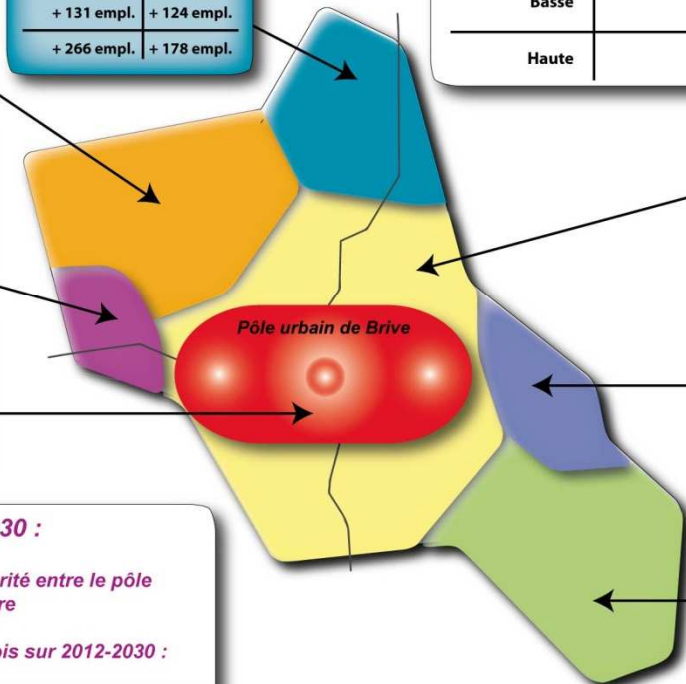 + 131 empl. + 124 empl.
+ 266 empl. + 178 empl.
Basse
Haute
Pôle urbain de Brive
30 :
rité entre le pôle
re
is sur 2012-2030 :